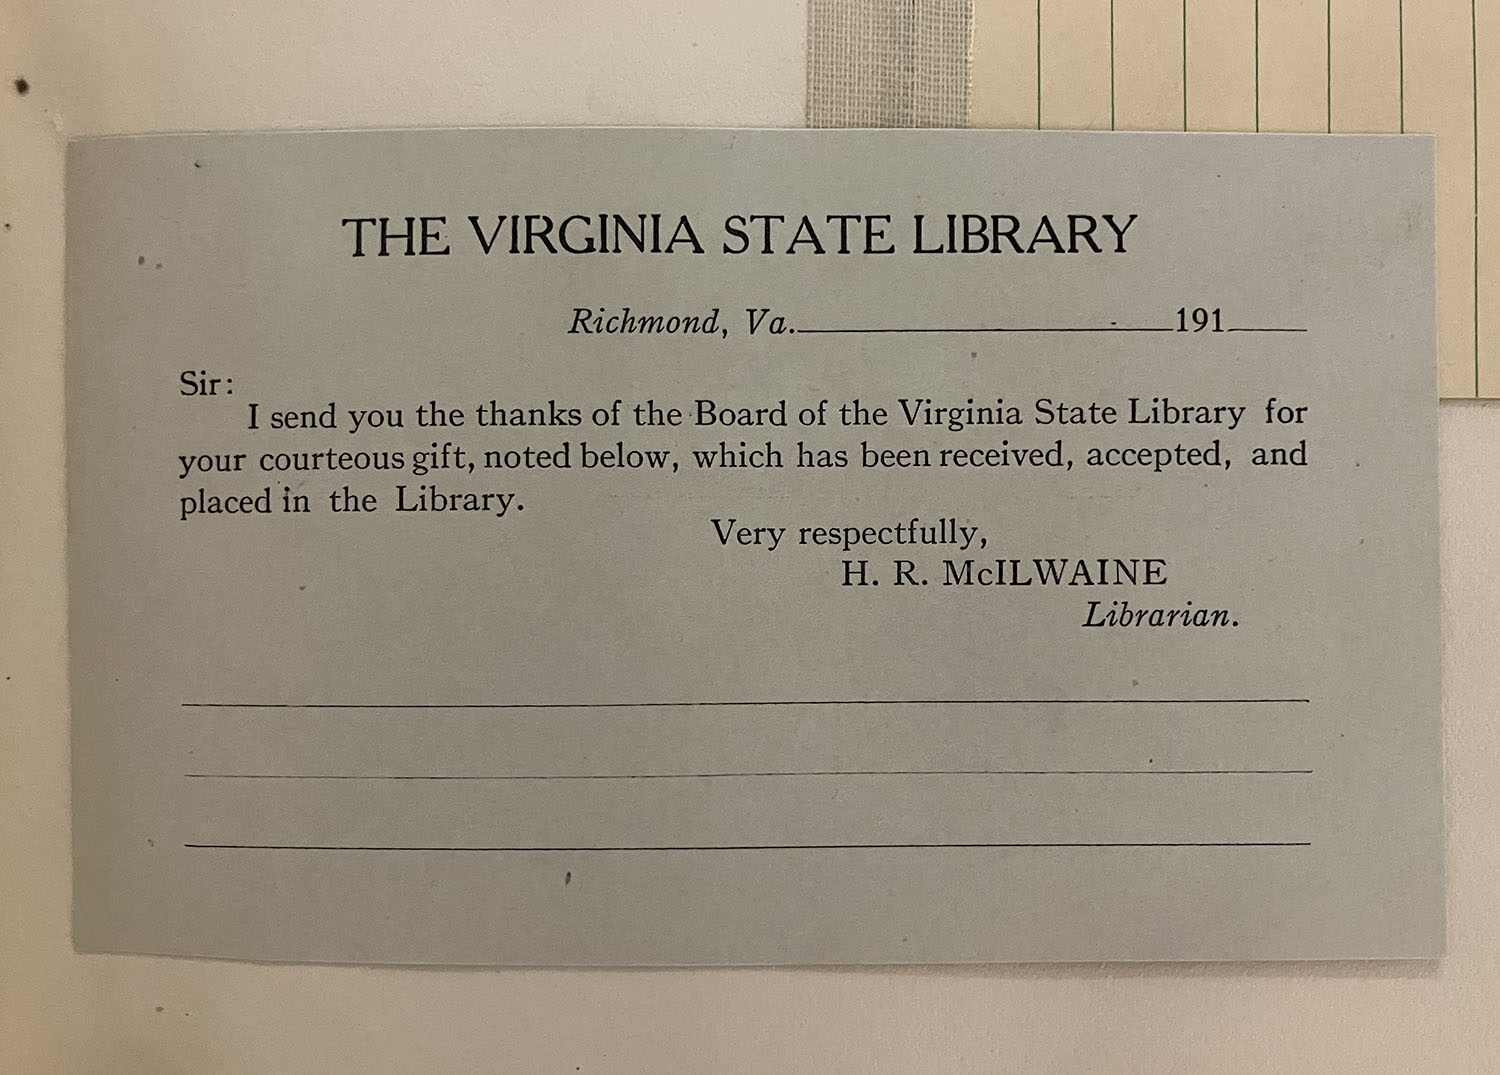 THE VIRGINIA STATE LIBRARY
Richmond, Va. 191
Sir:
I send you the thanks of the Board of the Virginia State Library for
your courteous gift, noted below, which has been received, accepted, and
placed in the Library.
Very respectfully,
H. R. McILWAINE
Librarian.